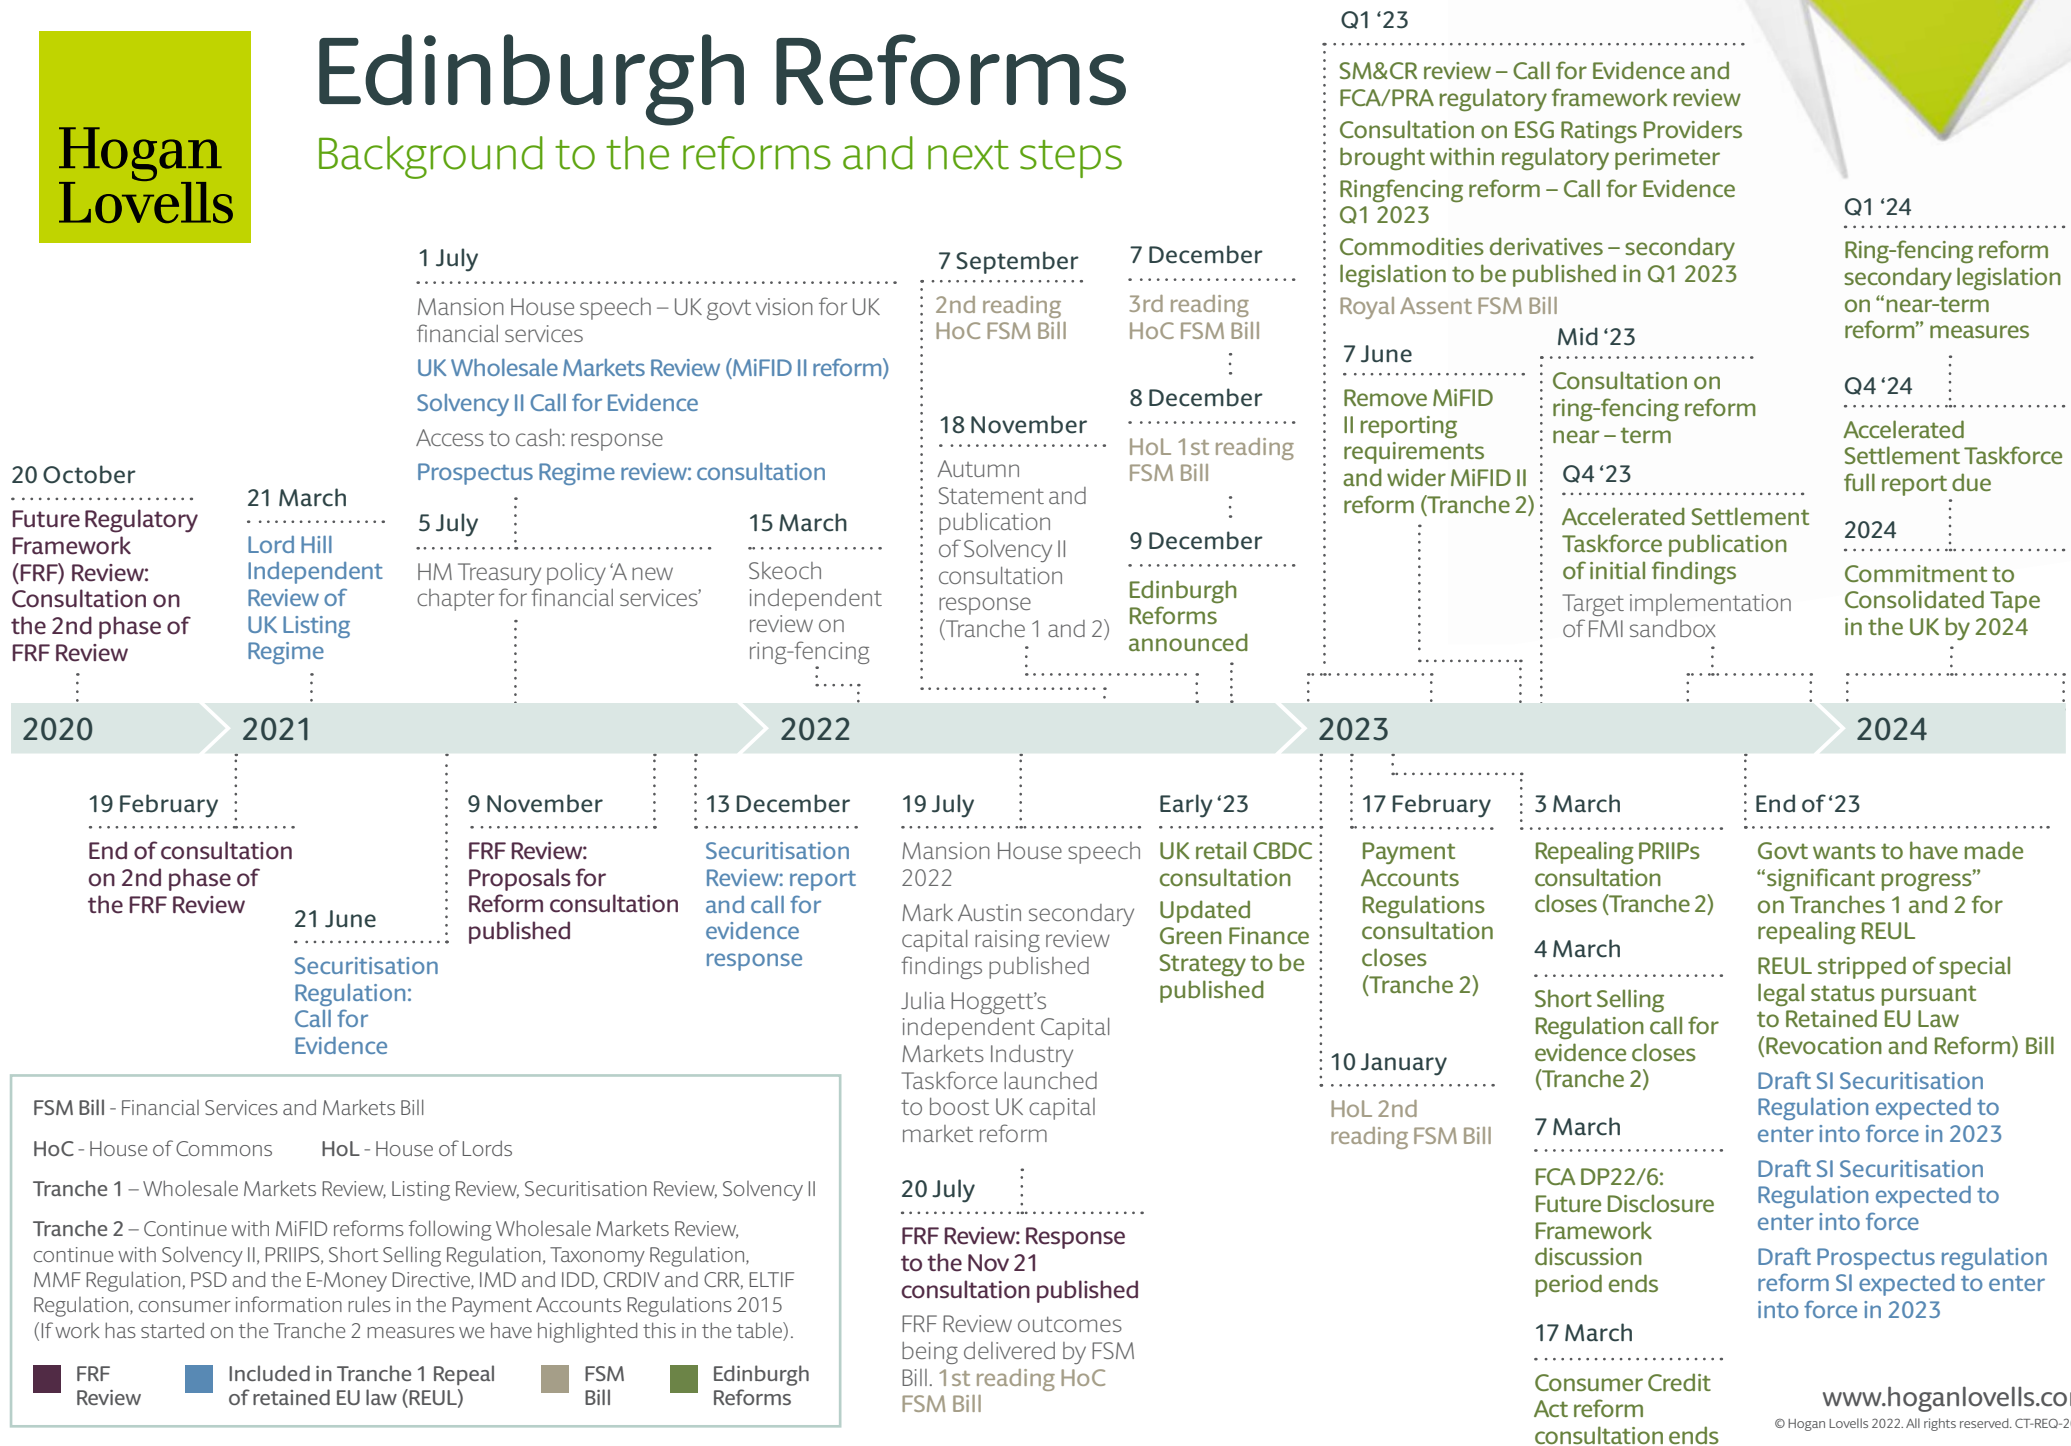 Hogan
Lovells
Edinburgh Reforms
Background to the reforms and next steps
20 October
Future Regulatory
Framework
(FRF) Review:
Consultation on
the 2nd phase of
FRF Review
21 March
Lord Hill
Independent
Review of
UK Listing
Regime
1 July
Mansion House speech – UK govt vision for UK
financial services
UK Wholesale Markets Review (MiFID II reform)
Solvency II Call for Evidence
Access to cash: response
Prospectus Regime review: consultation
5 July
HM Treasury policy ‘A new
chapter for financial services’
15 March
Skeoch
independent
review on
ring-fencing
7 September
2nd reading
HoC FSM Bill
18 November
Autumn
Statement and
publication
of Solvency II
consultation
response
(Tranche 1 and 2)
7 December
3rd reading
HoC FSM Bill
8 December
HoL 1st reading
FSM Bill
9 December
Edinburgh
Reforms
announced
Q1 ‘23
SM&CR review – Call for Evidence and
FCA/PRA regulatory framework review
Consultation on ESG Ratings Providers
brought within regulatory perimeter
Ringfencing reform – Call for Evidence
Q1 2023
Commodities derivatives – secondary
legislation to be published in Q1 2023
Royal Assent FSM Bill
7 June
Remove MiFID
II reporting
requirements
and wider MiFID II
reform (Tranche 2)
Mid ‘23
Consultation on
ring-fencing reform
near – term
Q4 ‘23
Accelerated Settlement
Taskforce publication
of initial findings
Target implementation
of FMI sandbox
Q1 ‘24
Ring-fencing reform
secondary legislation
on “near-term
reform” measures
Q4 ‘24
Accelerated
Settlement Taskforce
full report due
2024
Commitment to
Consolidated Tape
in the UK by 2024
2020
2021
2022
2023
2024
19 February
End of consultation
on 2nd phase of
the FRF Review
21 June
Securitisation
Regulation:
Call for
Evidence
9 November
FRF Review:
Proposals for
Reform consultation
published
13 December
Securitisation
Review: report
and call for
evidence
response
19 July
Mansion House speech
2022
Mark Austin secondary
capital raising review
findings published
Julia Hoggett’s
independent Capital
Markets Industry
Taskforce launched
to boost UK capital
market reform
20 July
FRF Review: Response
to the Nov 21
consultation published
FRF Review outcomes
being delivered by FSM
Bill. 1st reading HoC
FSM Bill
Early ‘23
UK retail CBDC
consultation
Updated
Green Finance
Strategy to be
published
10 January
HoL 2nd
reading FSM Bill
17 February
Payment
Accounts
Regulations
consultation
closes
(Tranche 2)
3 March
Repealing PRIIPs
consultation
closes (Tranche 2)
4 March
Short Selling
Regulation call for
evidence closes
(Tranche 2)
7 March
FCA DP22/6:
Future Disclosure
Framework
discussion
period ends
17 March
Consumer Credit
Act reform
consultation ends
End of ‘23
Govt wants to have made
“significant progress”
on Tranches 1 and 2 for
repealing REUL
REUL stripped of special
legal status pursuant
to Retained EU Law
(Revocation and Reform) Bill
Draft SI Securitisation
Regulation expected to
enter into force in 2023
Draft SI Securitisation
Regulation expected to
enter into force
Draft Prospectus regulation
reform SI expected to enter
into force in 2023
FSM Bill - Financial Services and Markets Bill
HoC - House of Commons HoL - House of Lords
Tranche 1 – Wholesale Markets Review, Listing Review, Securitisation Review, Solvency II
Tranche 2 – Continue with MiFID reforms following Wholesale Markets Review,
continue with Solvency II, PRIIPS, Short Selling Regulation, Taxonomy Regulation,
MMF Regulation, PSD and the E-Money Directive, IMD and IDD, CRDIV and CRR, ELTIF
Regulation, consumer information rules in the Payment Accounts Regulations 2015
(If work has started on the Tranche 2 measures we have highlighted this in the table).
FRF
Review
Included in Tranche 1 Repeal
of retained EU law (REUL)
FSM
Bill
Edinburgh
Reforms
www.hoganlovells.co
© Hogan Lovells 2022. All rights reserved. CT-REQ-2